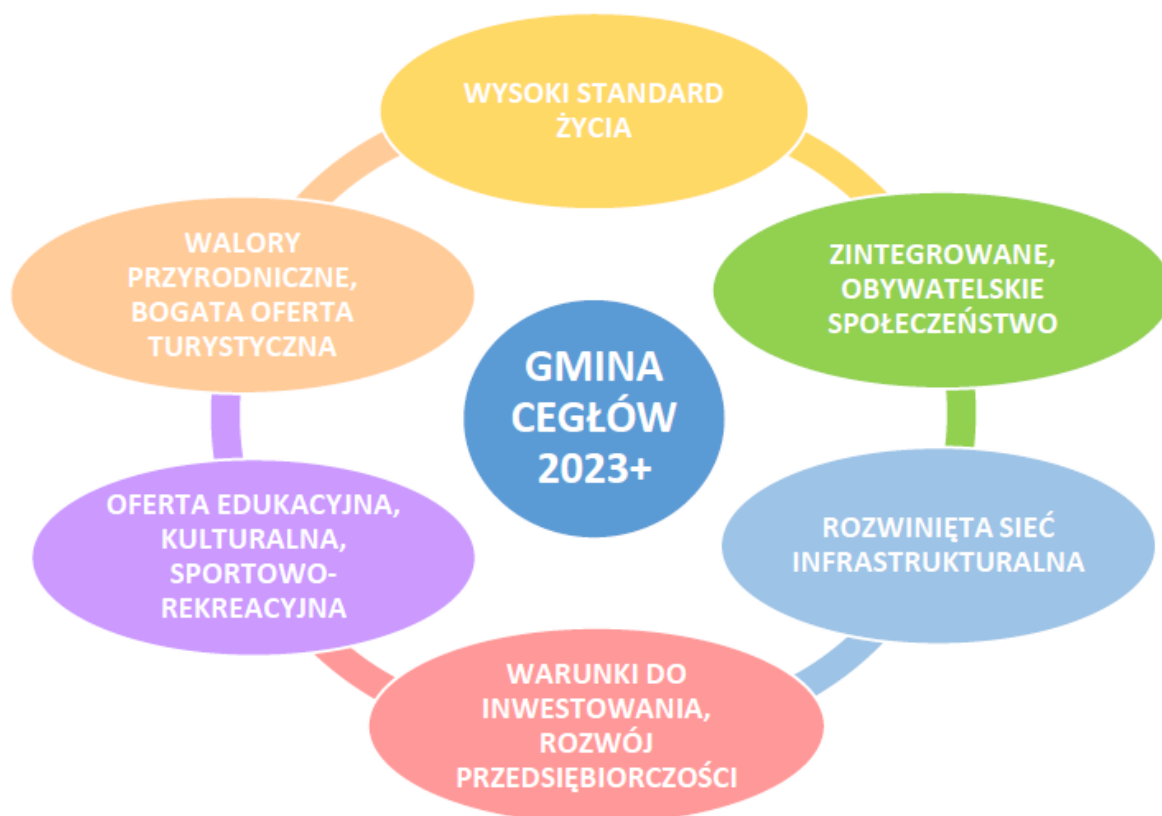 WYSOKI STANDARD
ŻYCIA
ZINTEGROWANE,
OBYWATELSKIE
SPOŁECZEŃSTWO
ROZWINIĘTA SIEĆ
INFRASTRUKTURALNA
WARUNKI DO
INWESTOWANIA,
ROZWÓJ
PRZEDSIĘBIORCZOŚCI
OFERTA EDUKACYJNA,
KULTURALNA,
SPORTOWO-
REKREACYJNA
WALORY
PRZYRODNICZNE,
BOGATA OFERTA
TURYSTYCZNA
GMINA
CEGŁÓW
2023+